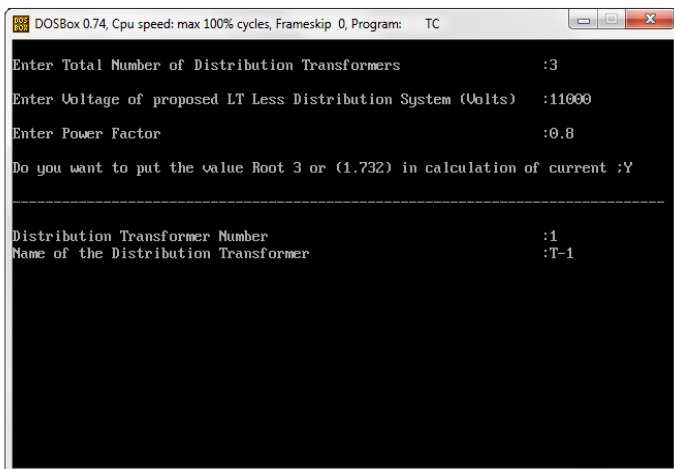 DOS BOX DOSBox 0.74, Cpu speed: max 100% cycles, Frameskip 0, Program: TC
Enter Total Number of Distribution Transformers :3
Enter Voltage of proposed LT Less Distribution System (Volts) :11000
Enter Power Factor :0.8
Do you want to put the value Root 3 or (1.732) in calculation of current ;Y
Distribution Transformer Number :1
Name of the Distribution Transformer :T-1